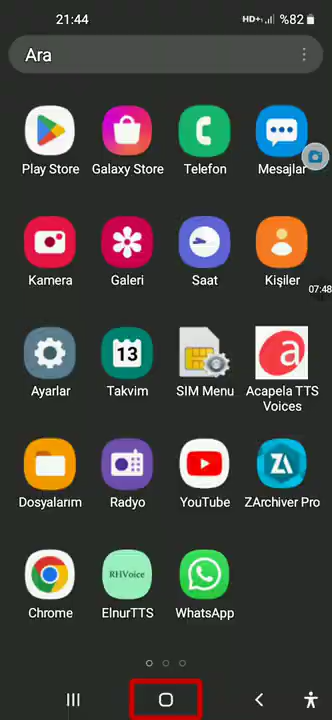 21:44
HD+ %82
Ara
Play Store
Galaxy Store
Telefon
Mesajlar
Kamera
Galeri
Saat
Kişiler
07:48
Ayarlar
13
Takvim
SIM Menu
a
Acapela TTS
Voices
Dosyalarım
Radyo
YouTube
ZArchiver Pro
Chrome
RHVoice
ElnurTTS
WhatsApp